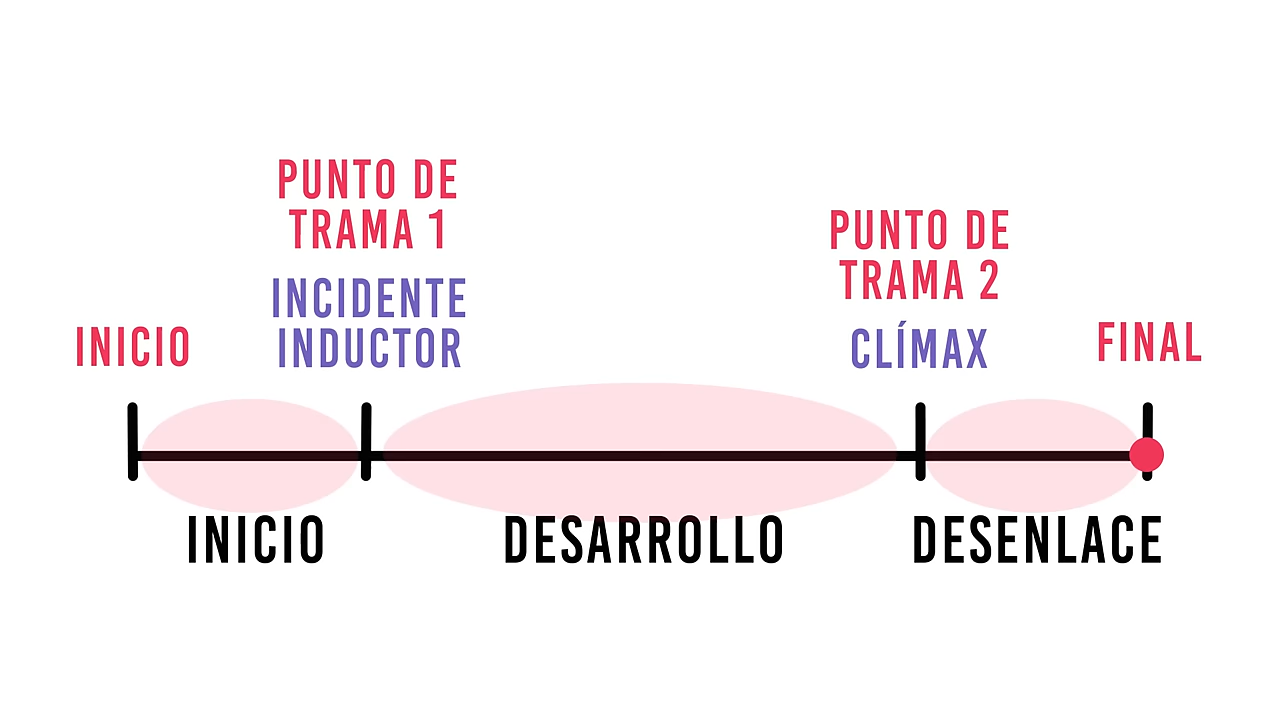 PUNTO DE
TRAMA 1
INCIDENTE
INDUCTOR
INICIO
PUNTO DE
TRAMA 2
CLÍMAX
FINAL
INICIO
DESARROLLO
DESENLACE